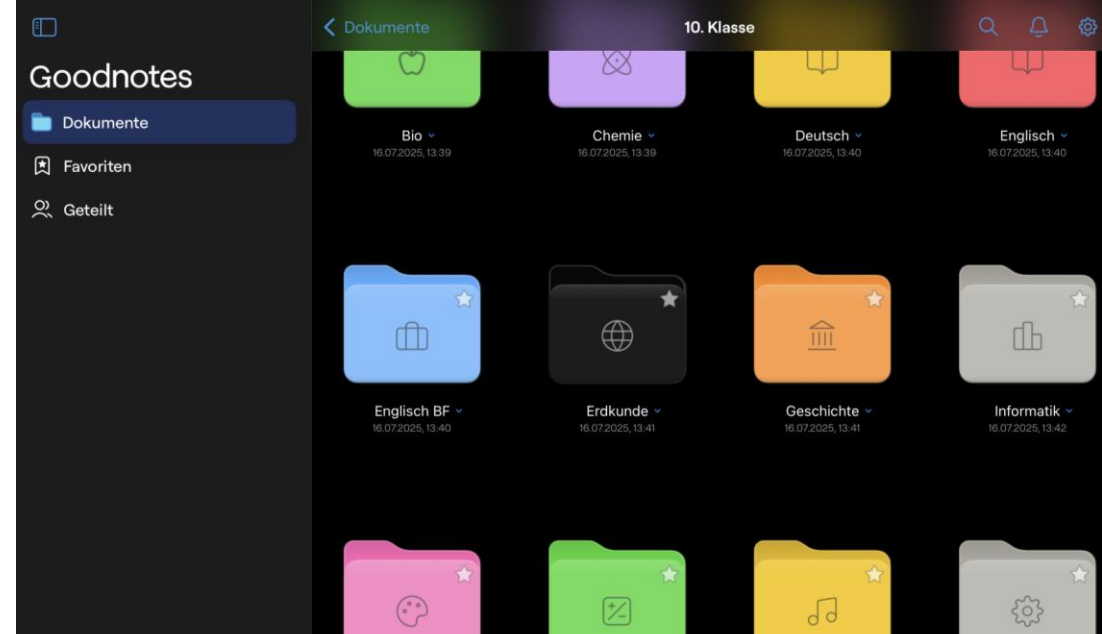 Dokumente
10. Klasse
Goodnotes
Dokumente
Favoriten
Geteilt
Bio
16.07.2025, 13:39
Chemie
16.07.2025, 13:39
Deutsch
16.07.2025, 13:40
Englisch
16.07.2025, 13:40
Englisch BF
16.07.2025, 13:40
Erdkunde
16.07.2025, 13:41
Geschichte
16.07.2025, 13:41
Informatik
16.07.2025, 13:42